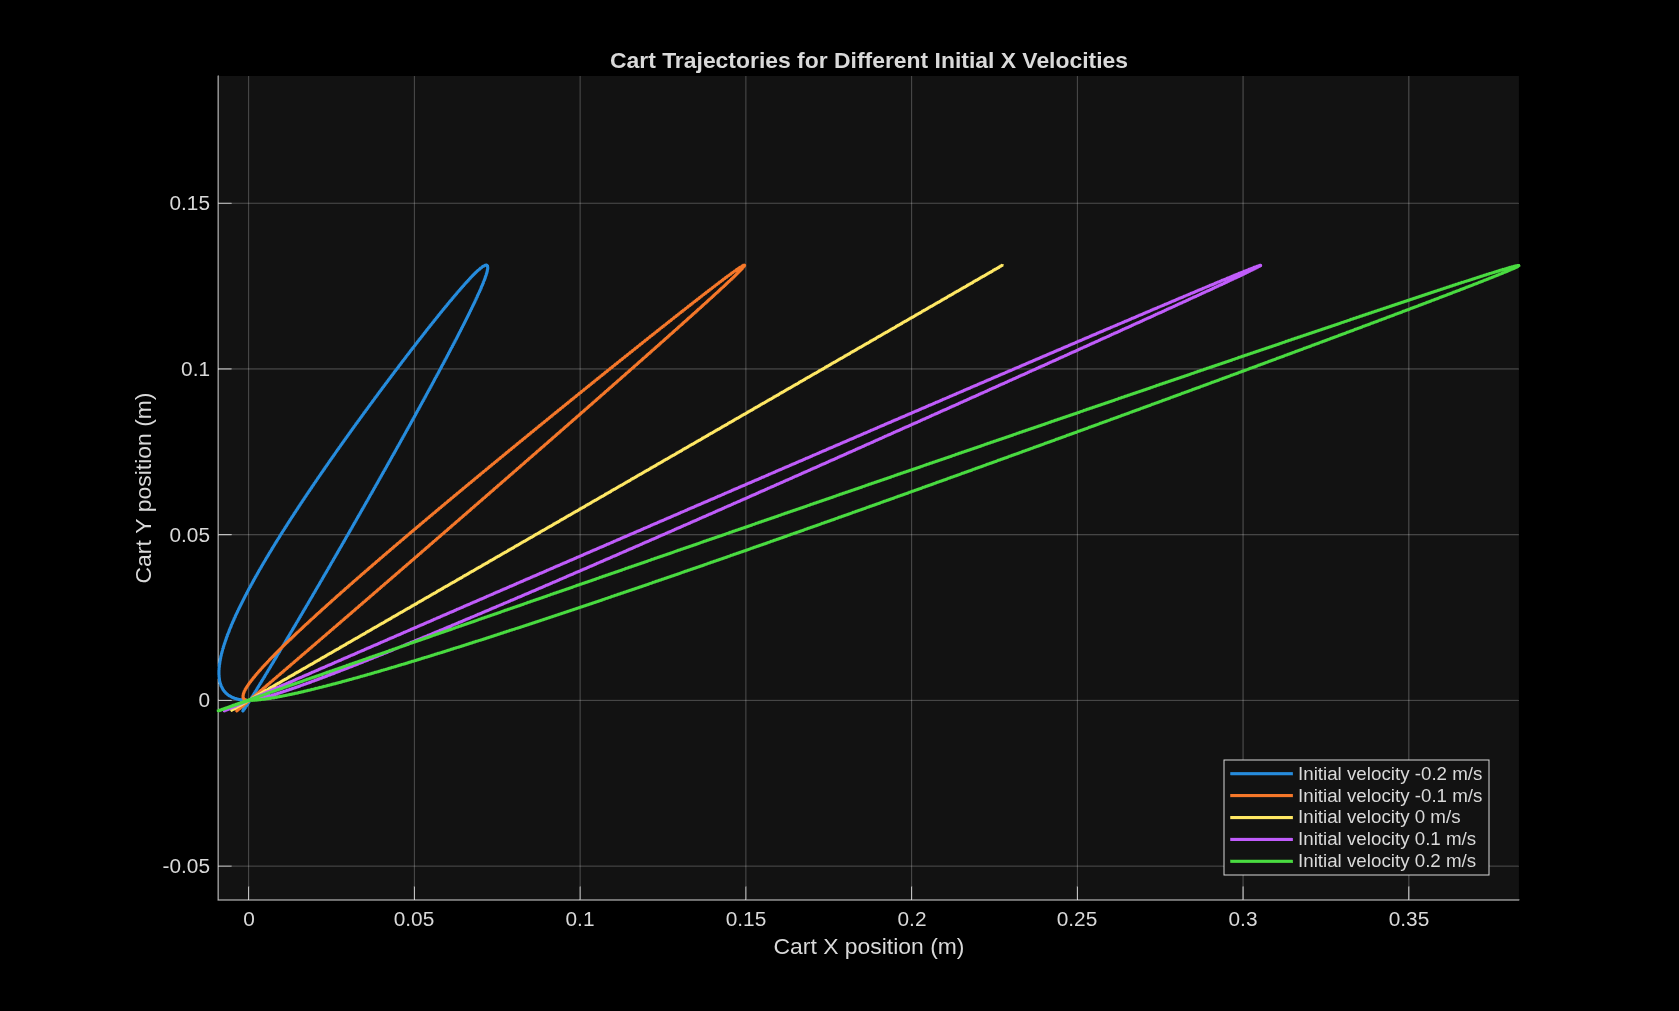 Cart Trajectories for Different Initial X Velocities
0.15
0.1
0.05
0
-0.05
Cart Y position (m)
0
0.05
0.1
0.15
0.2
0.25
0.3
0.35
Cart X position (m)
Initial velocity -0.2 m/s
Initial velocity -0.1 m/s
Initial velocity 0 m/s
Initial velocity 0.1 m/s
Initial velocity 0.2 m/s